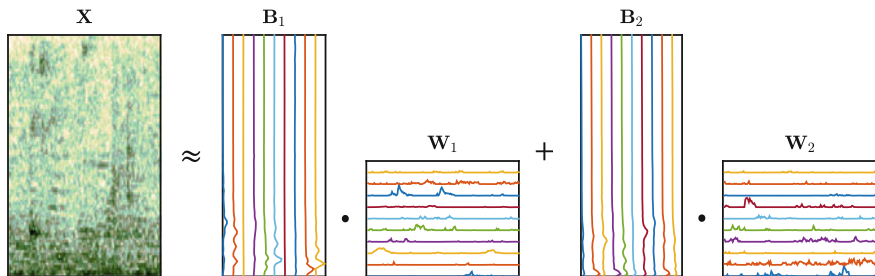 X ≈ B₁ · W₁ + B₂ · W₂